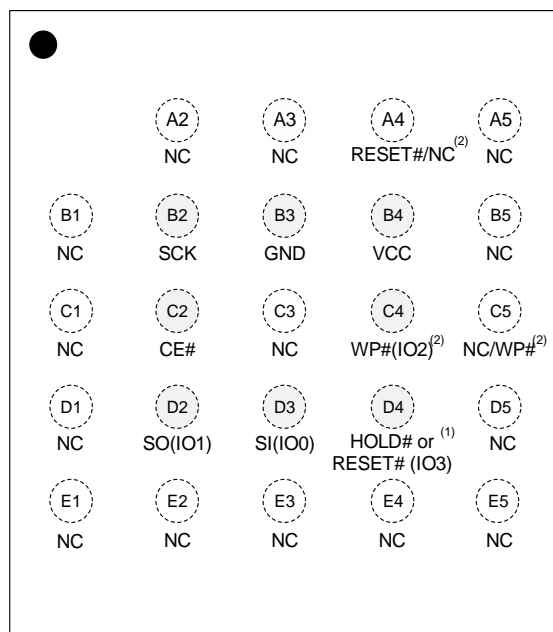 A2 A3 A4 A5
NC NC RESET#/NC(2) NC
B1 B2 B3 B4 B5
NC SCK GND VCC NC
C1 C2 C3 C4 C5
NC CE# NC WP#(IO2)(2) NC/WP#(2)
D1 D2 D3 D4 D5
NC SO(IO1) SI(IO0) HOLD# or (1) NC
RESET# (IO3)
E1 E2 E3 E4 E5
NC NC NC NC NC